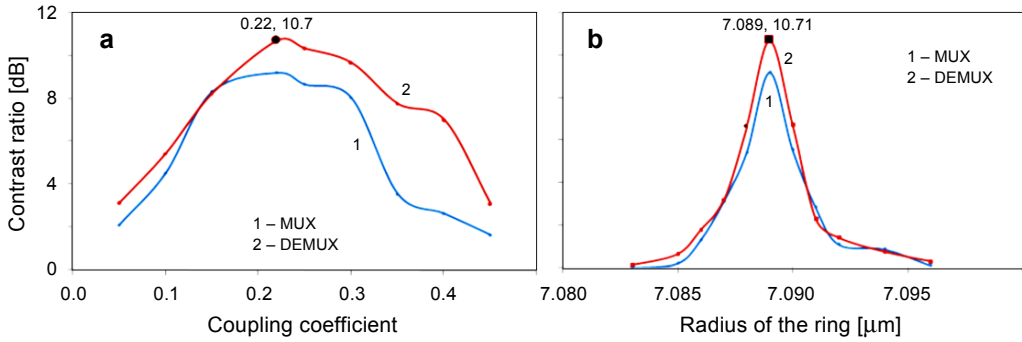 Contrast ratio [dB]
12
8
4
0
a
0.22, 10.7
2
1
1 – MUX
2 – DEMUX
0.0
0.1
0.2
0.3
0.4
Coupling coefficient
b
7.089, 10.71
2
1
1 – MUX
2 – DEMUX
7.080
7.085
7.090
7.095
Radius of the ring [μm]